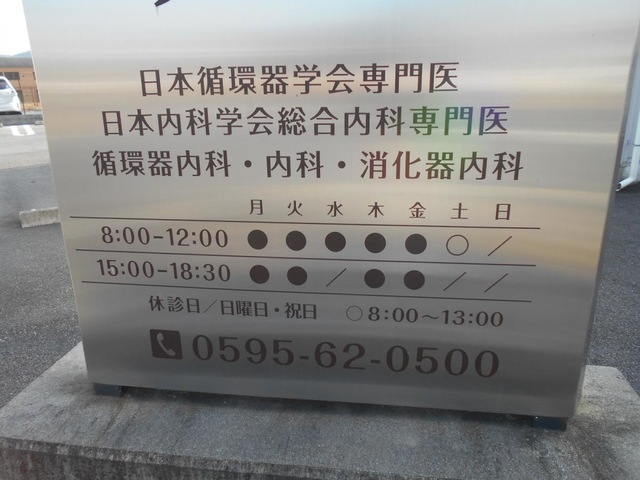 日本循環器学会専門医
日本内科学会総合内科専門医
循環器内科・内科・消化器内科
月 火 水 木 金 土 日
8:00-12:00 ● ● ● ● ● ○ ／
15:00-18:30 ● ● ／ ● ● ／ ／
休診日／日曜日・祝日 ○8:00～13:00
0595-62-0500